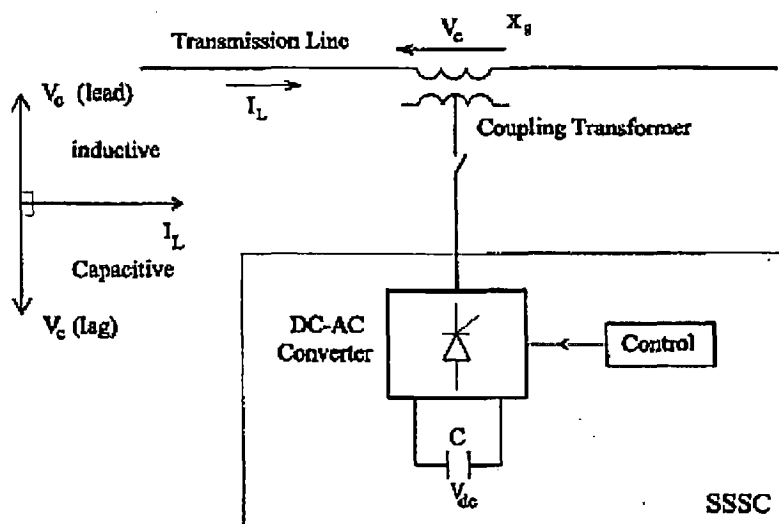 Transmission Line
V_c X_s
I_L
V_c (lead)
inductive
I_L
Capacitive
V_c (lag)
Coupling Transformer
DC-AC
Converter
Control
C
V_dc
SSSC